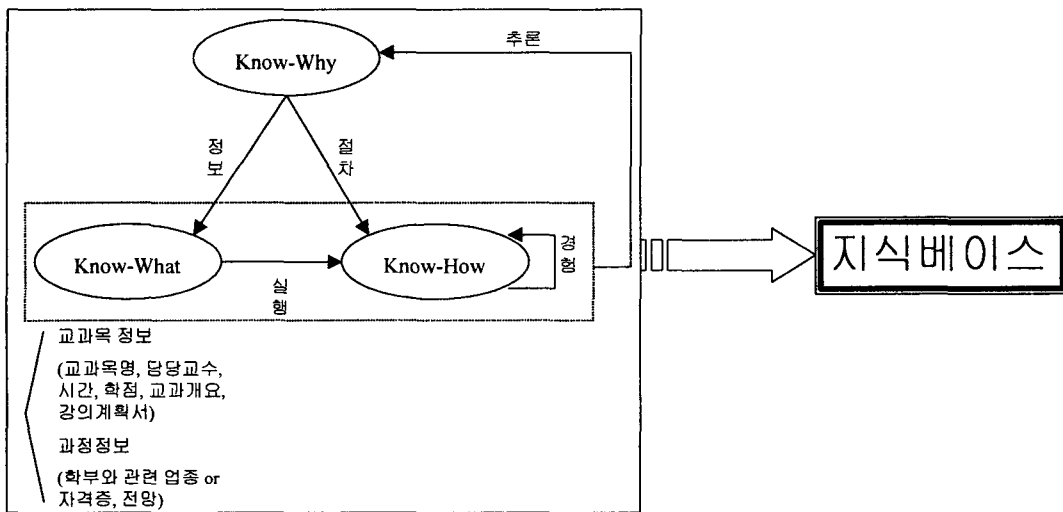 추론
Know-Why
정보
절차
Know-What
실행
Know-How
경험
지식베이스
교과목 정보
(교과목명, 담당교수,
시간, 학점, 교과개요,
강의계획서)
과정정보
(학부와 관련 업종 or
자격증, 전망)